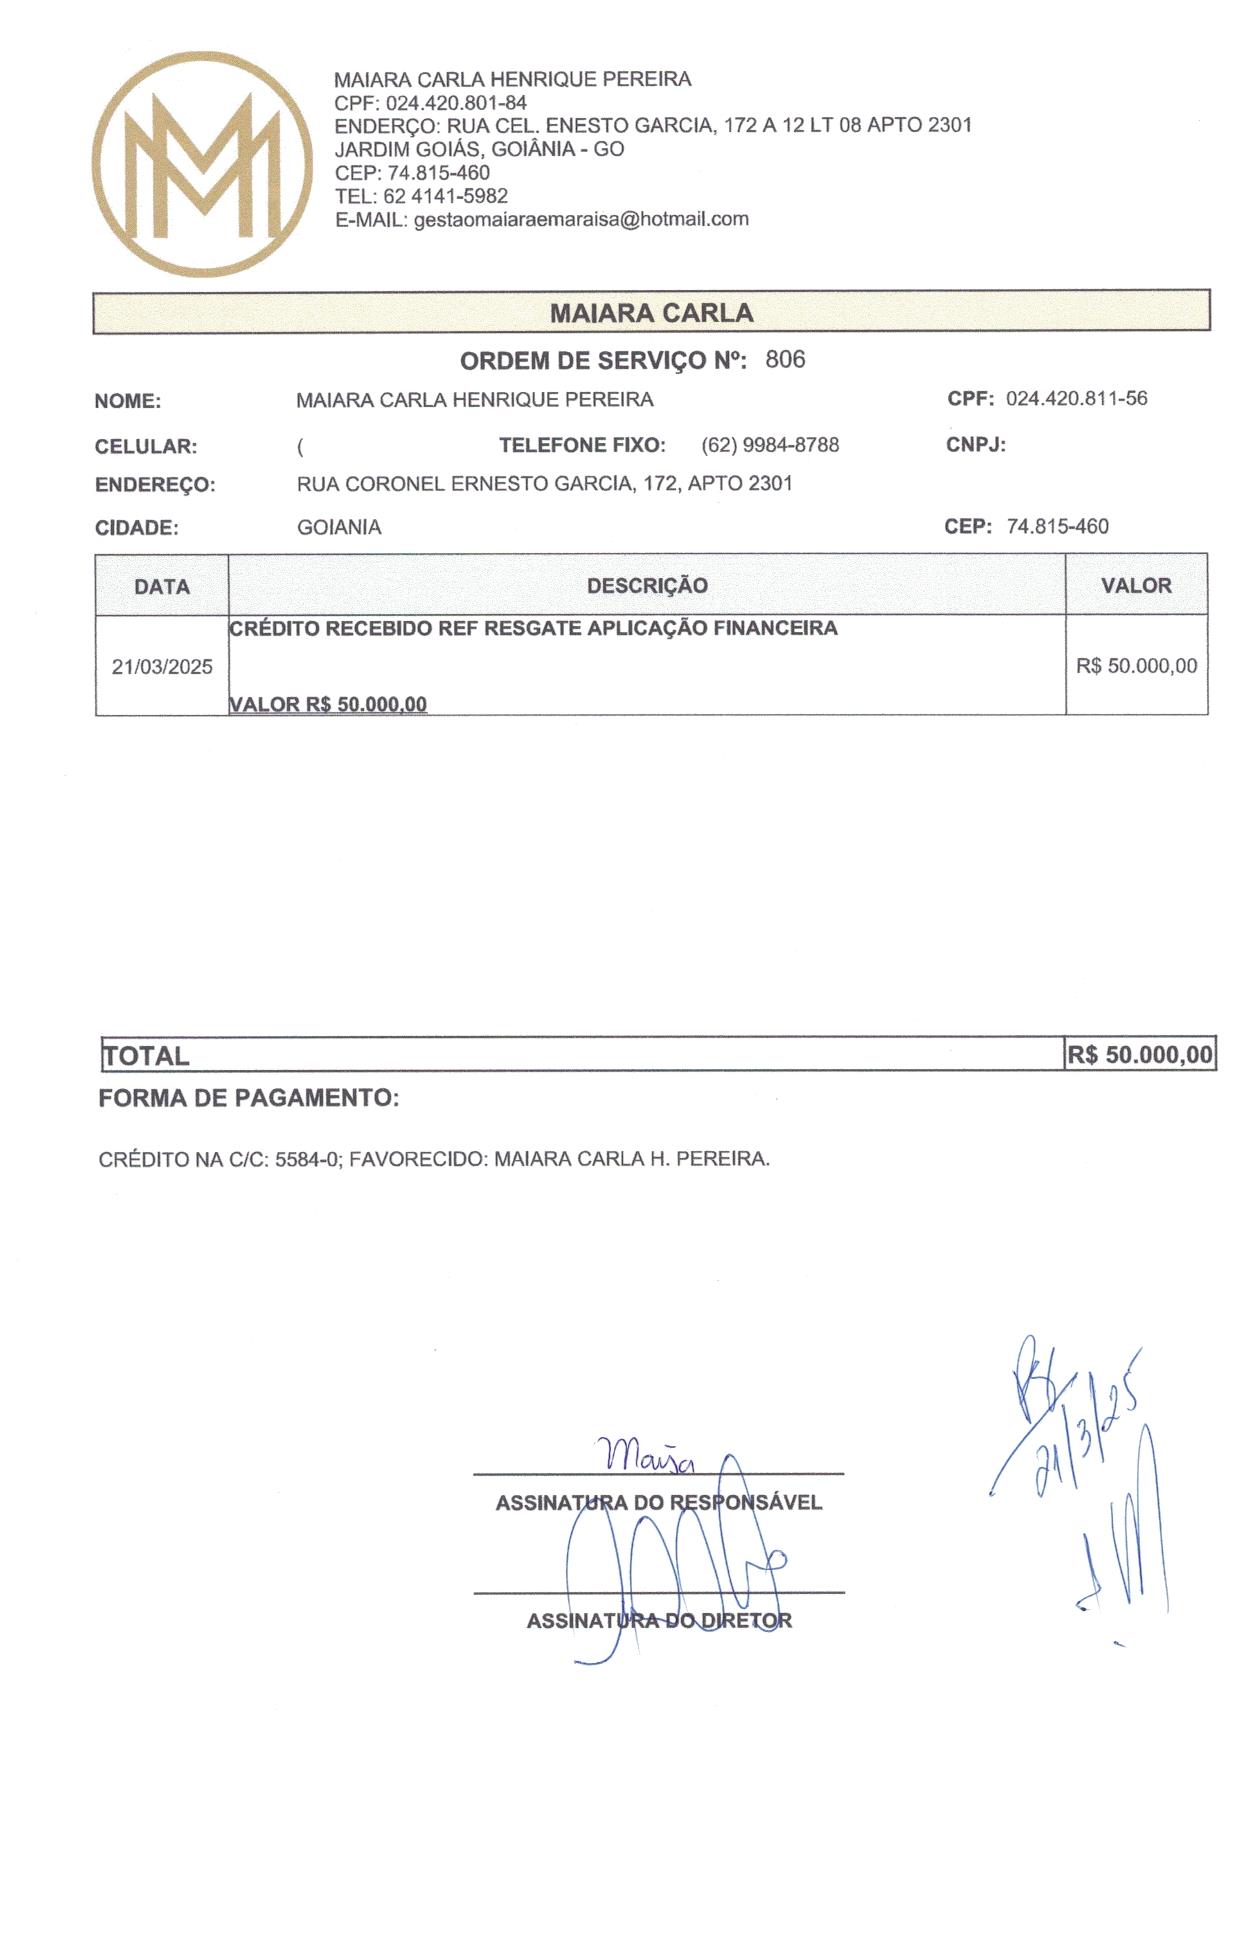 MAIARA CARLA HENRIQUE PEREIRA
CPF: 024.420.801-84
ENDERÇO: RUA CEL. ENESTO GARCIA, 172 A 12 LT 08 APTO 2301
JARDIM GOIÁS, GOIÂNIA - GO
CEP: 74.815-460
TEL: 62 4141-5982
E-MAIL: gestaomaiaraemaraisa@hotmail.com
MAIARA CARLA
ORDEM DE SERVIÇO Nº: 806
NOME: MAIARA CARLA HENRIQUE PEREIRA CPF: 024.420.811-56
CELULAR: ( TELEFONE FIXO: (62) 9984-8788 CNPJ:
ENDEREÇO: RUA CORONEL ERNESTO GARCIA, 172, APTO 2301
CIDADE: GOIANIA CEP: 74.815-460
DATA DESCRIÇÃO VALOR
CRÉDITO RECEBIDO REF RESGATE APLICAÇÃO FINANCEIRA
21/03/2025 R$ 50.000,00
VALOR R$ 50.000,00
TOTAL R$ 50.000,00
FORMA DE PAGAMENTO:
CRÉDITO NA C/C: 5584-0; FAVORECIDO: MAIARA CARLA H. PEREIRA.
21/3/25
ASSINATURA DO RESPONSÁVEL
ASSINATURA DO DIRETOR